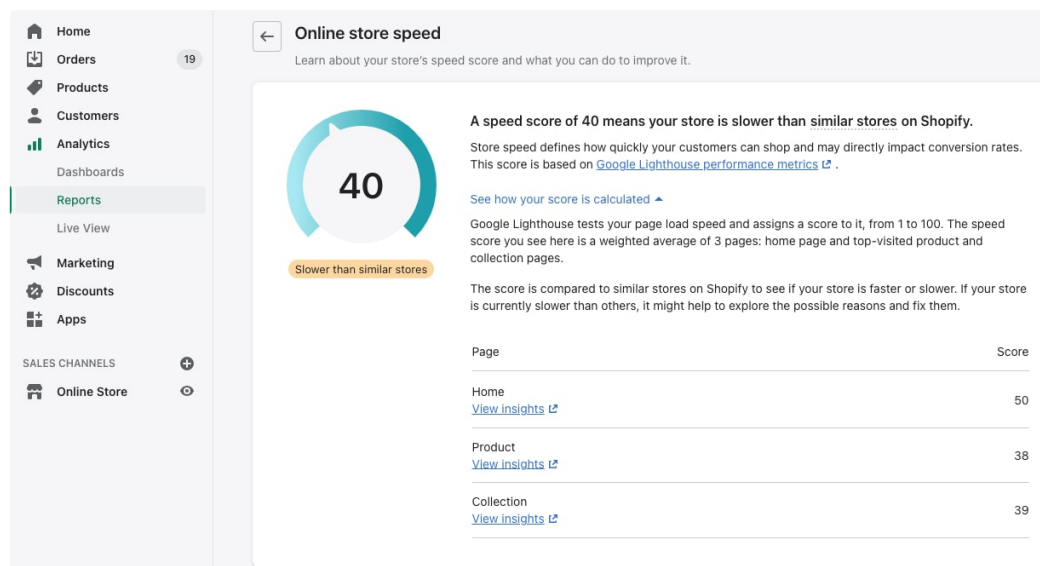 Home
Orders 19
Products
Customers
Analytics
Dashboards
Reports
Live View
Marketing
Discounts
Apps
SALES CHANNELS
Online Store
Online store speed
Learn about your store's speed score and what you can do to improve it.
40
Slower than similar stores
A speed score of 40 means your store is slower than similar stores on Shopify.
Store speed defines how quickly your customers can shop and may directly impact conversion rates.
This score is based on Google Lighthouse performance metrics .
See how your score is calculated
Google Lighthouse tests your page load speed and assigns a score to it, from 1 to 100. The speed
score you see here is a weighted average of 3 pages: home page and top-visited product and
collection pages.
The score is compared to similar stores on Shopify to see if your store is faster or slower. If your store
is currently slower than others, it might help to explore the possible reasons and fix them.
Page Score
Home
View insights 50
Product
View insights 38
Collection
View insights 39